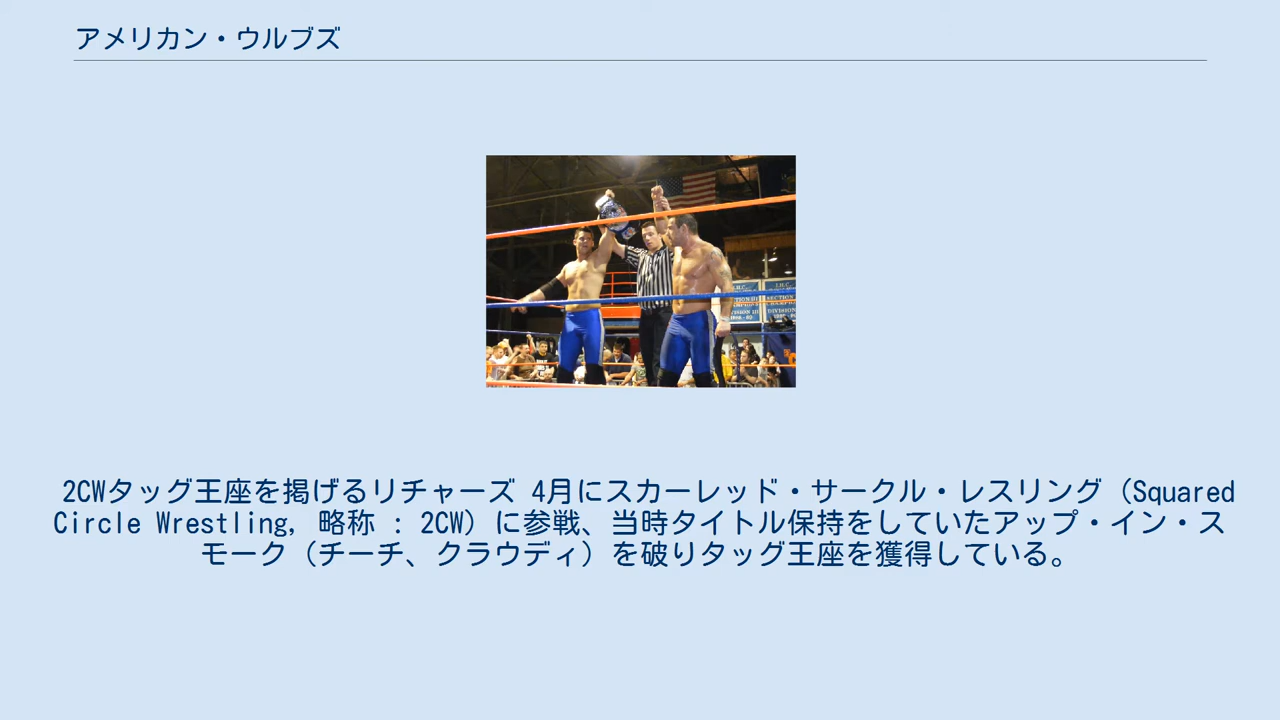 アメリカン・ウルブズ
I.H.C.
I.H.C.
SECTION
DIVISION
2CWタッグ王座を掲げるリチャーズ 4月にスカーレッド・サークル・レスリング（Squared
Circle Wrestling, 略称 : 2CW）に参戦、当時タイトル保持をしていたアップ・イン・ス
モーク（チーチ、クラウディ）を破りタッグ王座を獲得している。